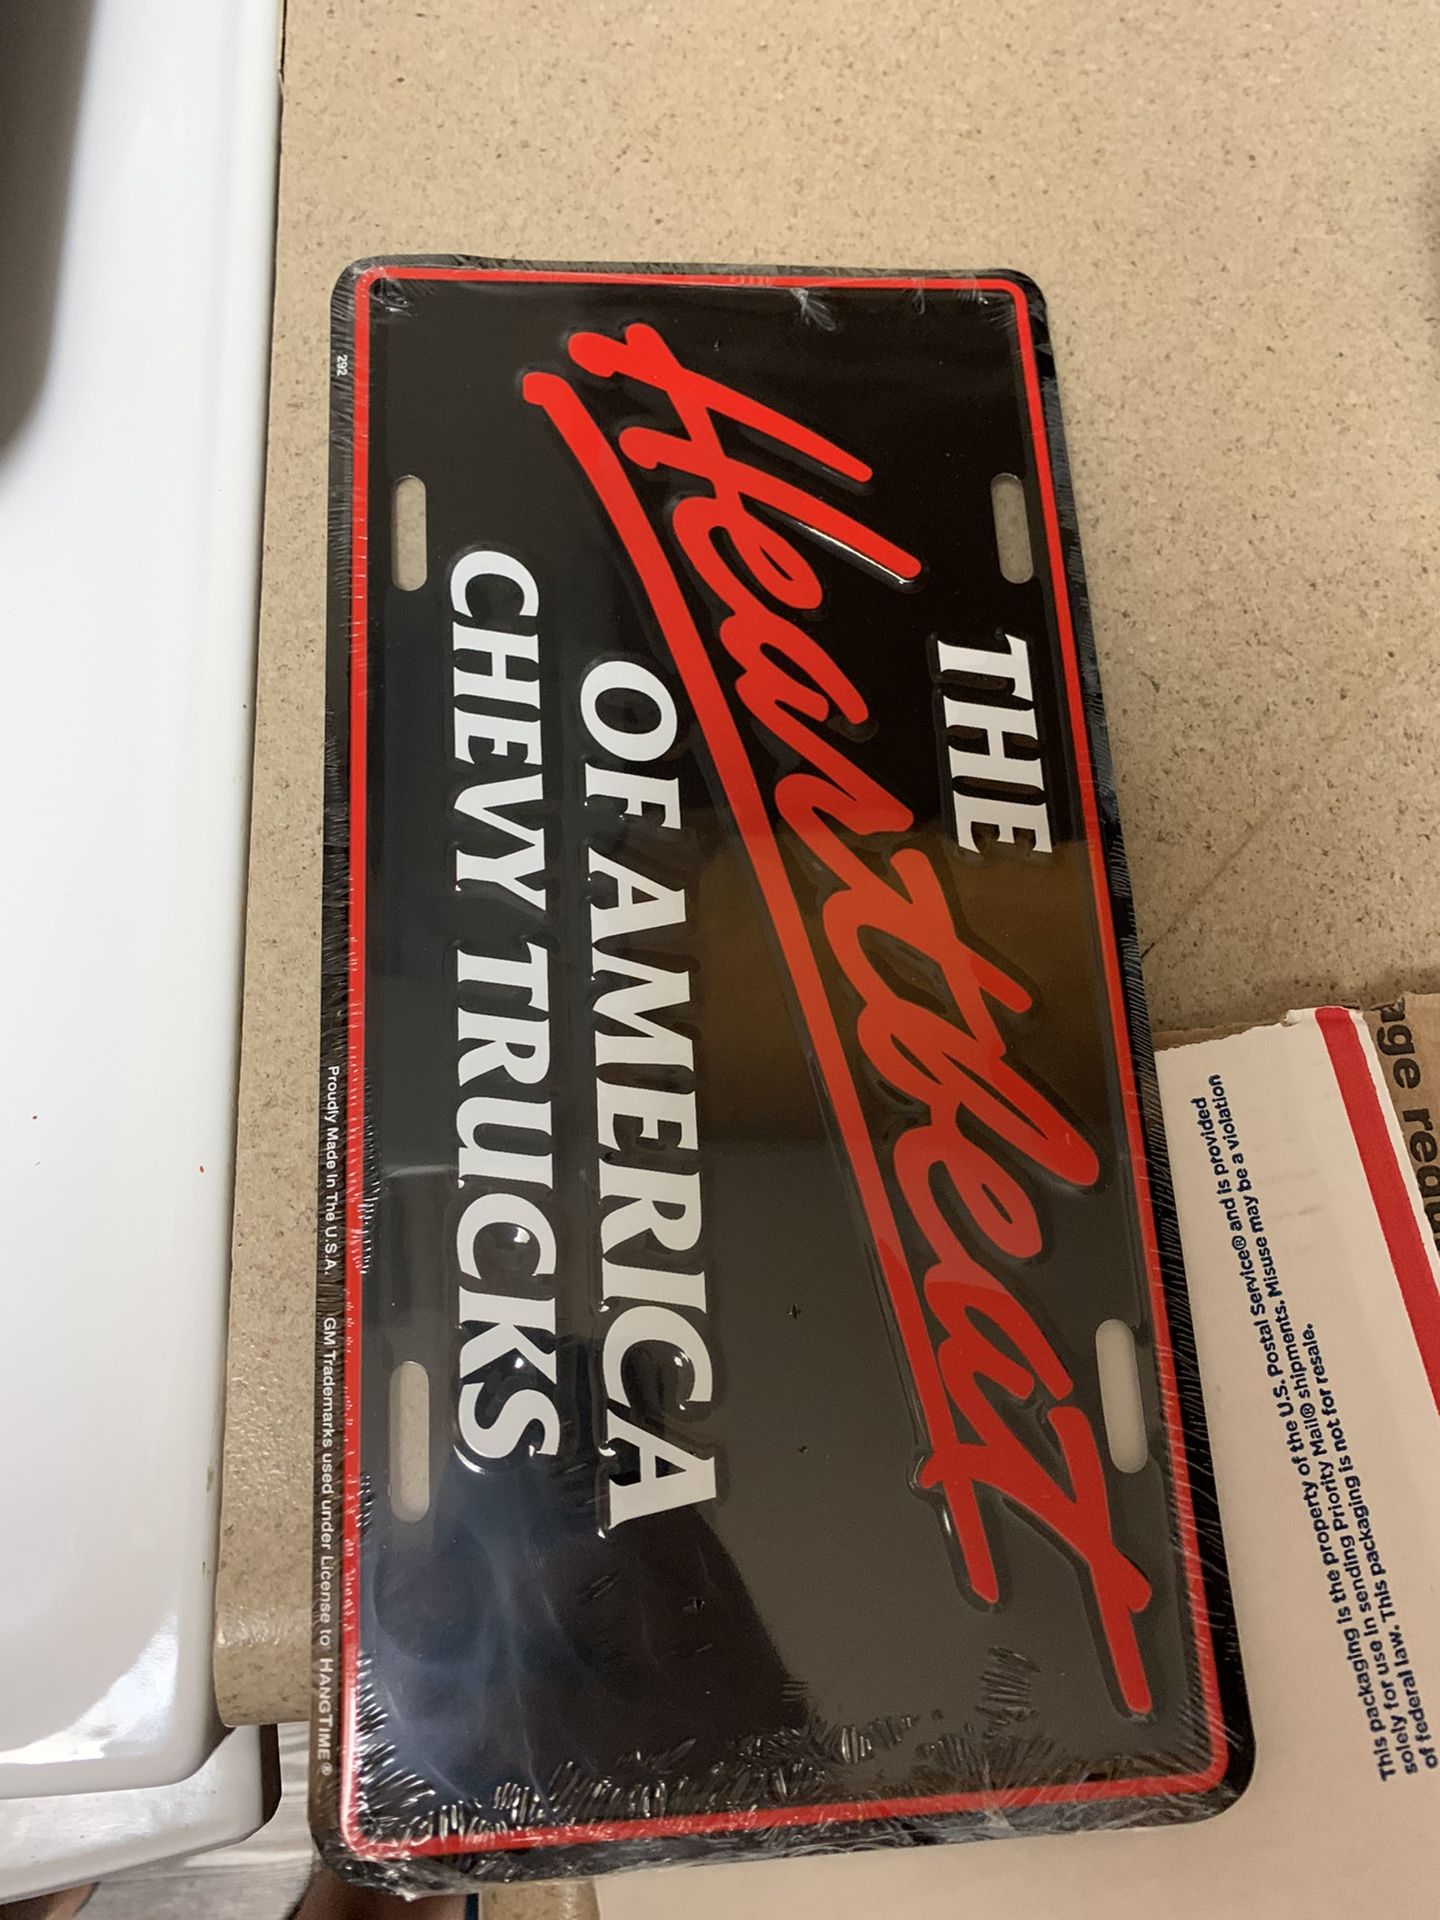 THE
Heartbeat
OF AMERICA
CHEVY TRUCKS
292
Proudly Made In The U.S.A. GM Trademarks used under License to HANGTIME®
This packaging is the property of the U.S. Postal Service® and is provided
solely for use in sending Priority Mail® shipments. Misuse may be a violation
of federal law. This packaging is not for resale.